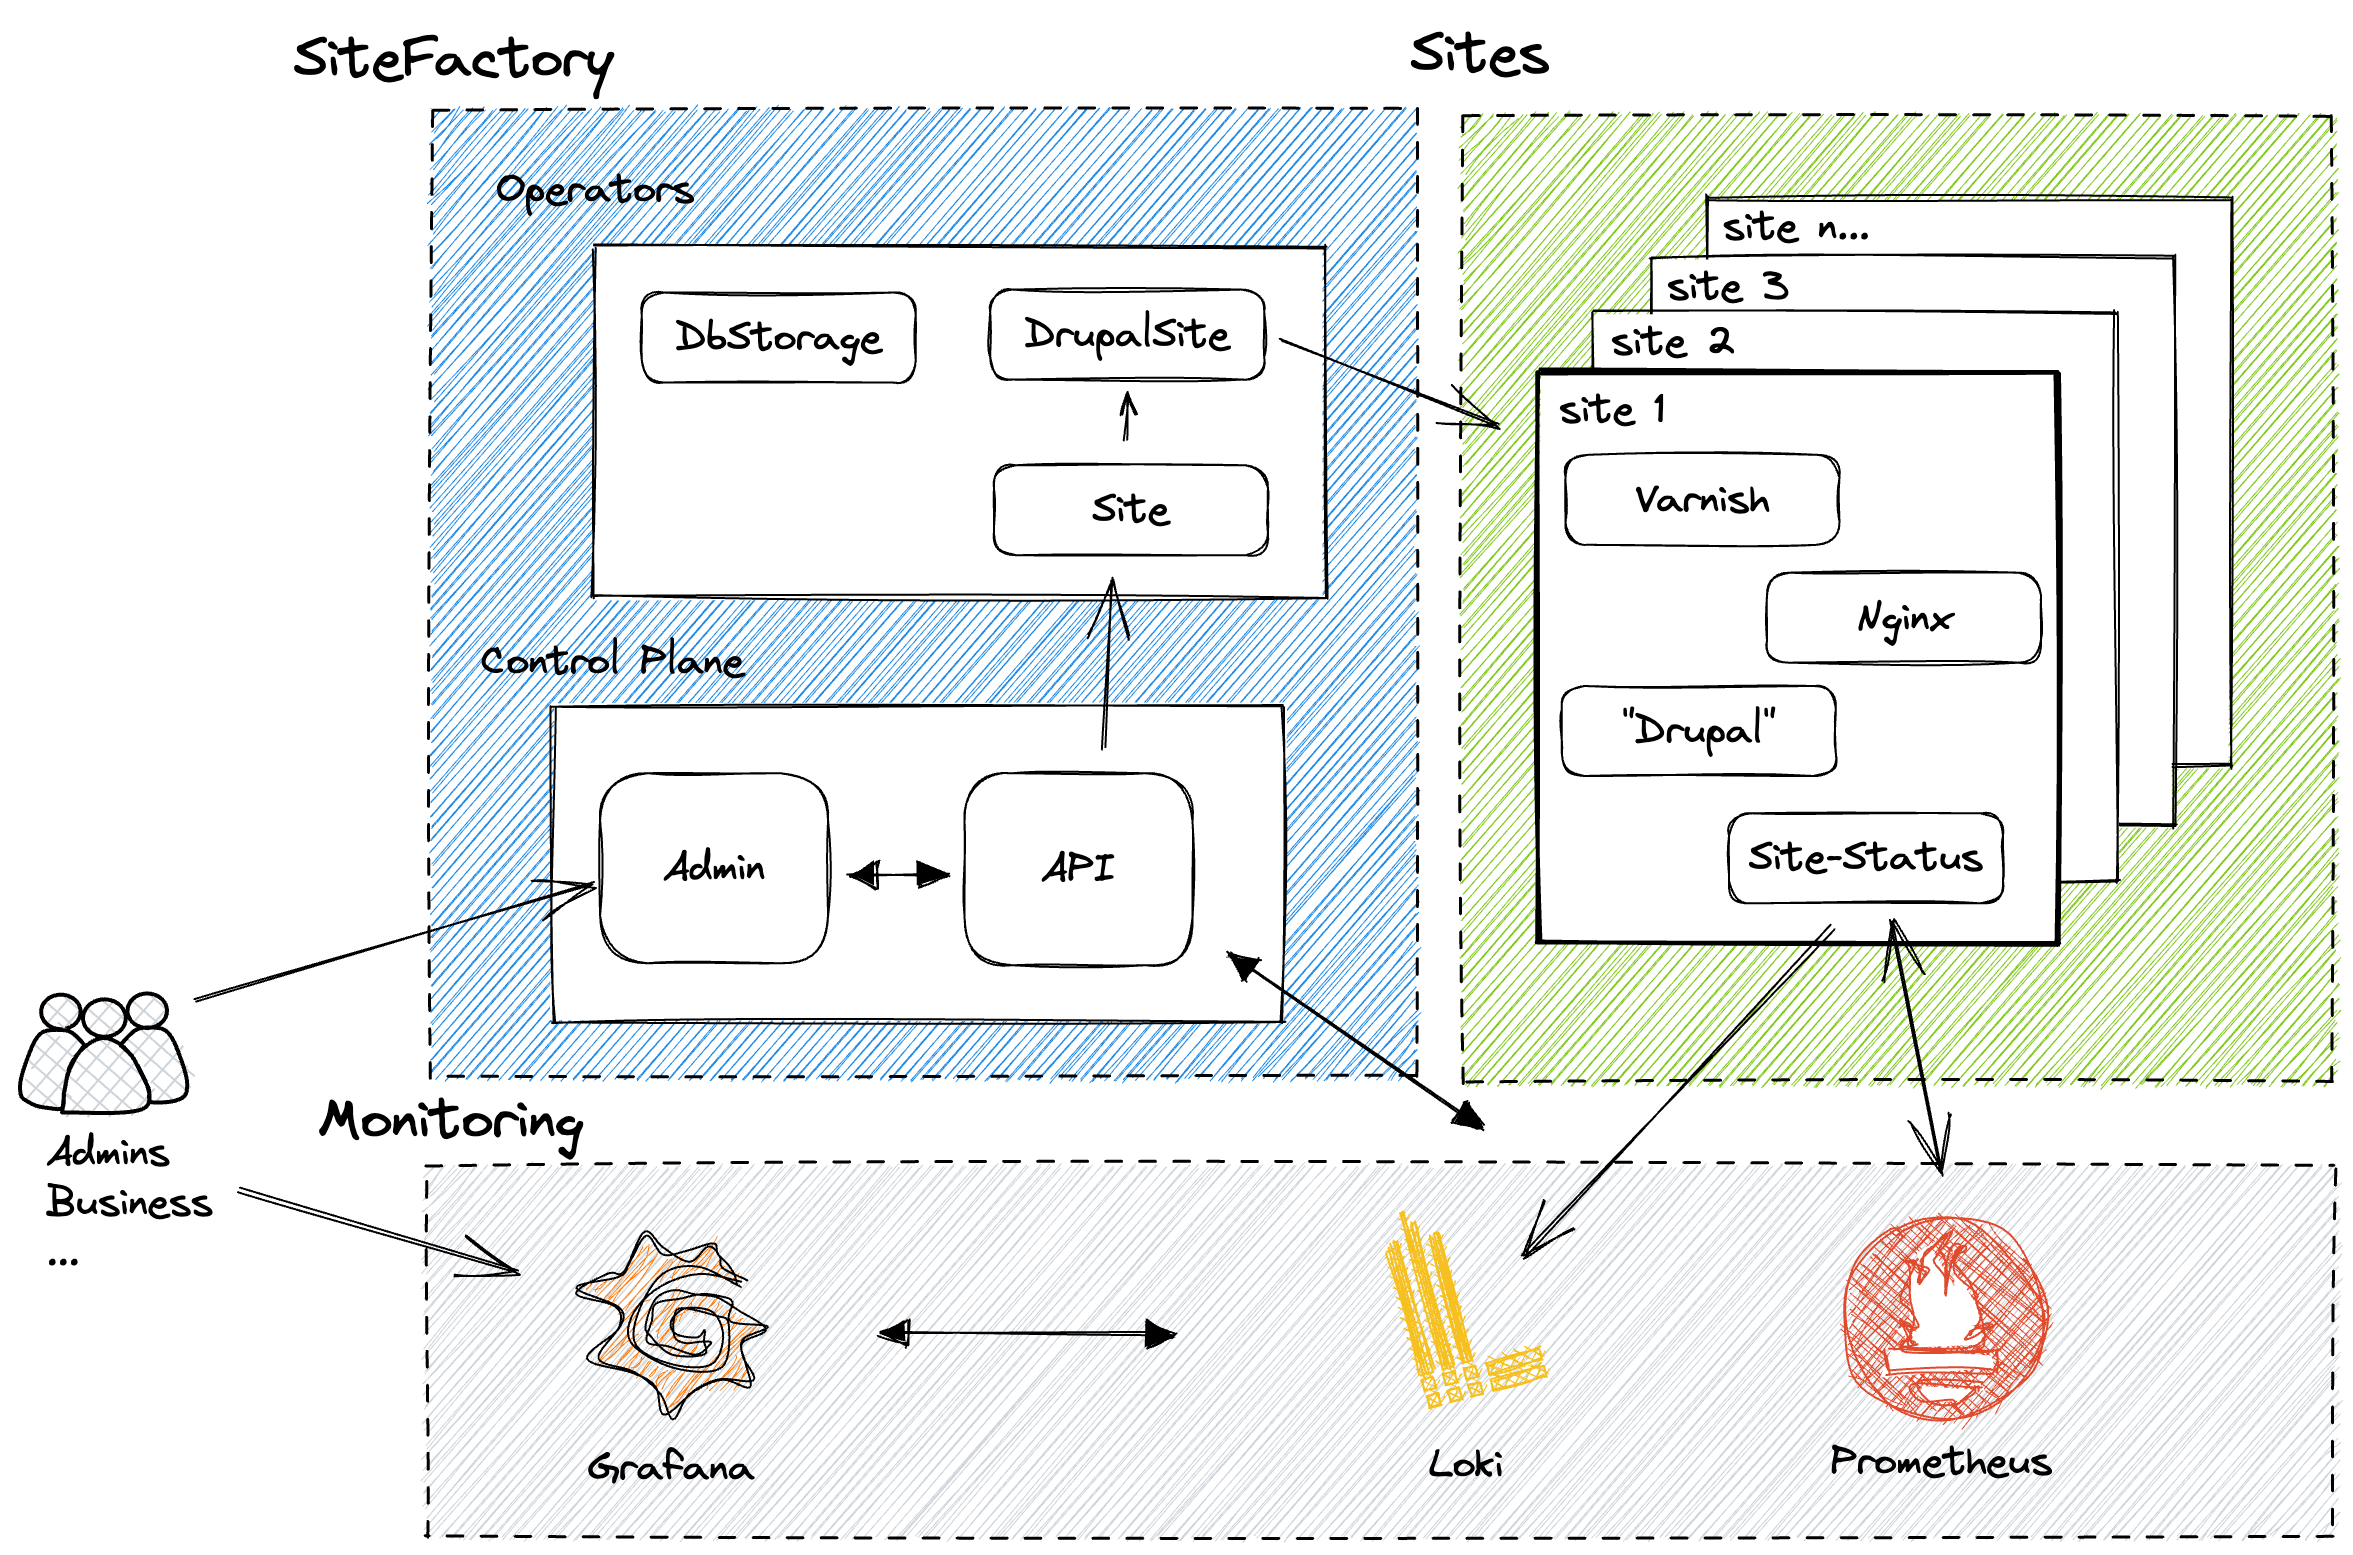 SiteFactory
Sites
Operators
DbStorage
DrupalSite
Site
Control Plane
Admin
API
site n...
site 3
site 2
site 1
Varnish
Nginx
"Drupal"
Site-Status
Admins
Business
...
Monitoring
Grafana
Loki
Prometheus